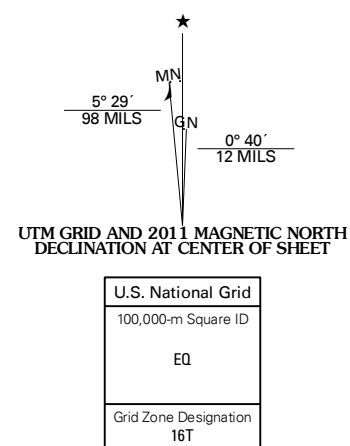 ★
MN
5° 29´
98 MILS
GN
0° 40´
12 MILS
UTM GRID AND 2011 MAGNETIC NORTH
DECLINATION AT CENTER OF SHEET
U.S. National Grid
100,000-m Square ID
EQ
Grid Zone Designation
16T